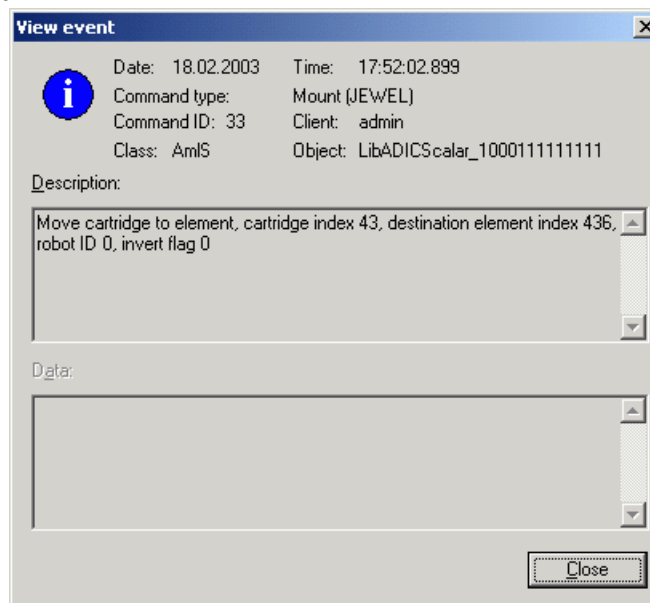 View event
Date: 18.02.2003 Time: 17:52:02.899
Command type: Mount (JEWEL)
Command ID: 33 Client: admin
Class: AmIS Object: LibADICScalar_1000111111111
Description:
Move cartridge to element, cartridge index 43, destination element index 436,
robot ID 0, invert flag 0
Data:
Close